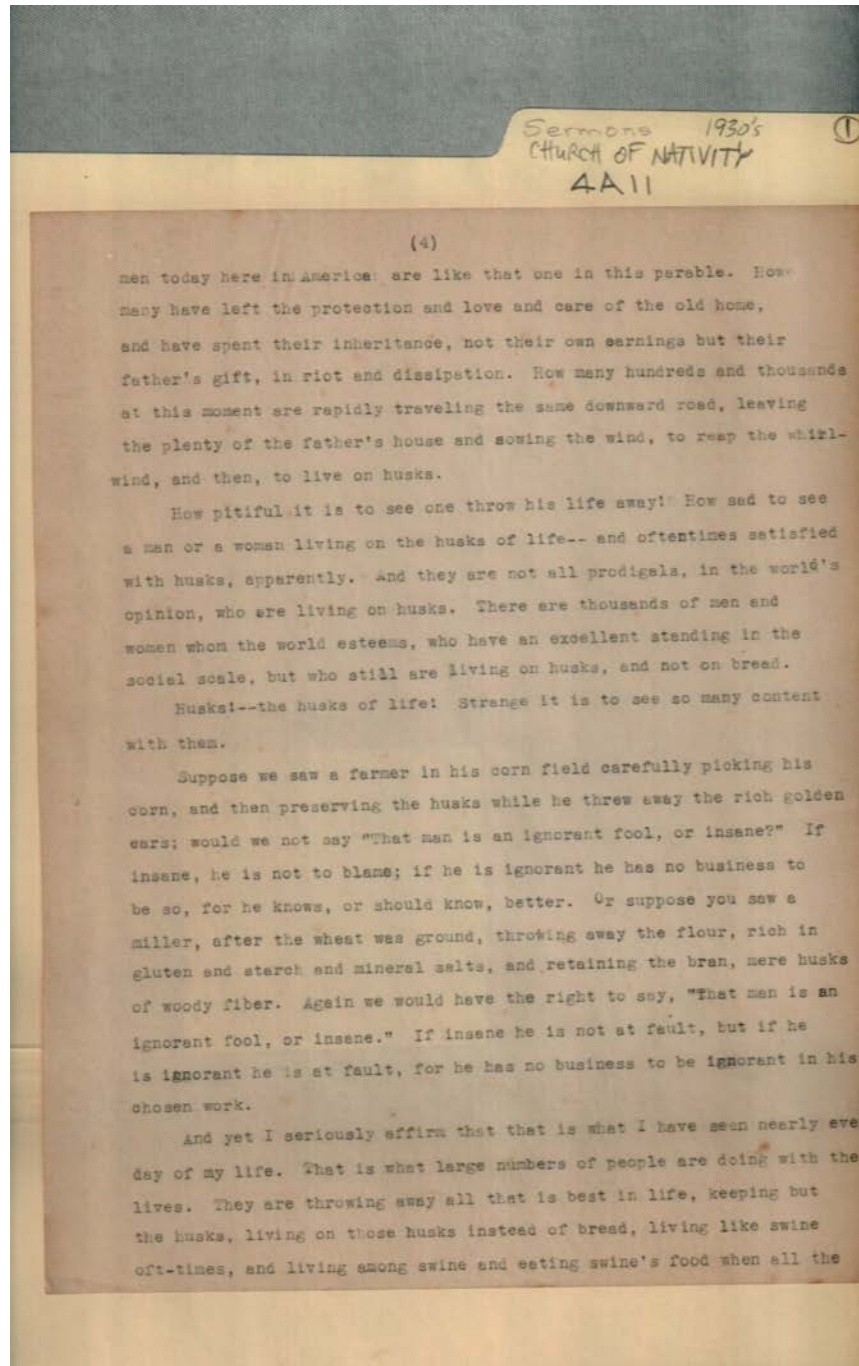 Sermons 1930's 1
CHURCH OF NATIVITY
4A11
(4)
men today here in America are like that one in this parable. How
many have left the protection and love and care of the old home,
and have spent their inheritance, not their own earnings but their
father's gift, in riot and dissipation. How many hundreds and thousands
at this moment are rapidly traveling the same downward road, leaving
the plenty of the father's house and sowing the wind, to reap the whirl-
wind, and then, to live on husks.
How pitiful it is to see one throw his life away! How sad to see
a man or a woman living on the husks of life-- and oftentimes satisfied
with husks, apparently. And they are not all prodigals, in the world's
opinion, who are living on husks. There are thousands of men and
women whom the world esteems, who have an excellent standing in the
social scale, but who still are living on husks, and not on bread.
Husks!--the husks of life! Strange it is to see so many content
with them.
Suppose we saw a farmer in his corn field carefully picking his
corn, and then preserving the husks while he threw away the rich golden
ears; would we not say "That man is an ignorant fool, or insane?" If
insane, he is not to blame; if he is ignorant he has no business to
be so, for he knows, or should know, better. Or suppose you saw a
miller, after the wheat was ground, throwing away the flour, rich in
gluten and starch and mineral salts, and retaining the bran, mere husks
of woody fiber. Again we would have the right to say, "That man is an
ignorant fool, or insane." If insane he is not at fault, but if he
is ignorant he is at fault, for he has no business to be ignorant in his
chosen work.
And yet I seriously affirm that that is what I have seen nearly eve
day of my life. That is what large numbers of people are doing with the
lives. They are throwing away all that is best in life, keeping but
the husks, living on those husks instead of bread, living like swine
oft-times, and living among swine and eating swine's food when all the